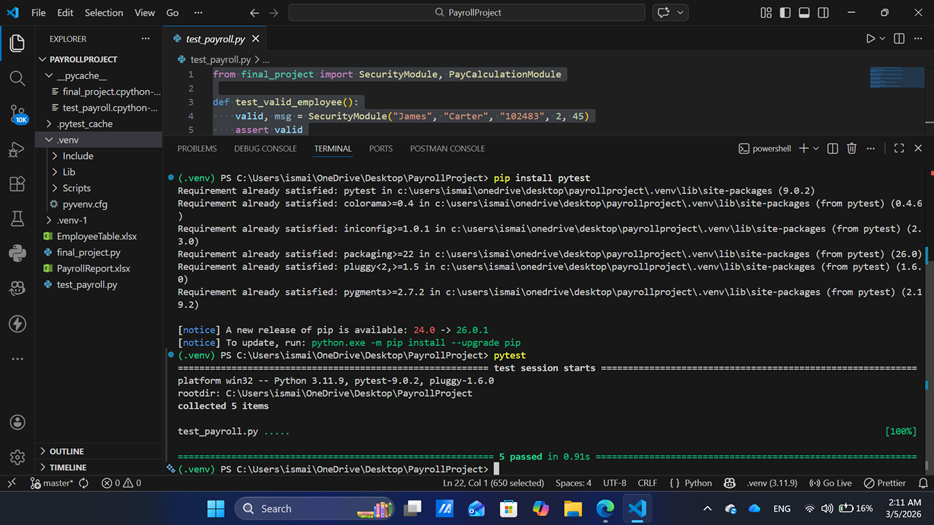 File Edit Selection View Go ··· PayrollProject
EXPLORER ···
PAYROLLPROJECT
__pycache__
final_project.cpython-...
test_payroll.cpython-...
.pytest_cache
.venv
Include
Lib
Scripts
pyvenv.cfg
.venv-1
EmployeeTable.xlsx
final_project.py
PayrollReport.xlsx
test_payroll.py
OUTLINE
TIMELINE
10K
test_payroll.py
test_payroll.py > ...
1 from final_project import SecurityModule, PayCalculationModule
2
3 def test_valid_employee():
4 valid, msg = SecurityModule("James", "Carter", "102483", 2, 45)
5 assert valid
PROBLEMS DEBUG CONSOLE TERMINAL PORTS POSTMAN CONSOLE powershell
(.venv) PS C:\Users\ismai\OneDrive\Desktop\PayrollProject> pip install pytest
Requirement already satisfied: pytest in c:\users\ismai\onedrive\desktop\payrollproject\.venv\lib\site-packages (9.0.2)
Requirement already satisfied: colorama>=0.4 in c:\users\ismai\onedrive\desktop\payrollproject\.venv\lib\site-packages (from pytest) (0.4.6
)
Requirement already satisfied: iniconfig>=1.0.1 in c:\users\ismai\onedrive\desktop\payrollproject\.venv\lib\site-packages (from pytest) (2.
3.0)
Requirement already satisfied: packaging>=22 in c:\users\ismai\onedrive\desktop\payrollproject\.venv\lib\site-packages (from pytest) (26.0)
Requirement already satisfied: pluggy<2,>=1.5 in c:\users\ismai\onedrive\desktop\payrollproject\.venv\lib\site-packages (from pytest) (1.6.
0)
Requirement already satisfied: pygments>=2.7.2 in c:\users\ismai\onedrive\desktop\payrollproject\.venv\lib\site-packages (from pytest) (2.1
9.2)
[notice] A new release of pip is available: 24.0 -> 26.0.1
[notice] To update, run: python.exe -m pip install --upgrade pip
(.venv) PS C:\Users\ismai\OneDrive\Desktop\PayrollProject> pytest
======================================================= test session starts =======================================================
platform win32 -- Python 3.11.9, pytest-9.0.2, pluggy-1.6.0
rootdir: C:\Users\ismai\OneDrive\Desktop\PayrollProject
collected 5 items
test_payroll.py ..... [100%]
======================================================== 5 passed in 0.91s ========================================================
(.venv) PS C:\Users\ismai\OneDrive\Desktop\PayrollProject>
master* 0 0 Ln 22, Col 1 (650 selected) Spaces: 4 UTF-8 CRLF {} Python .venv (3.11.9) Go Live Prettier
Search ENG 16% 2:11 AM
3/5/2026